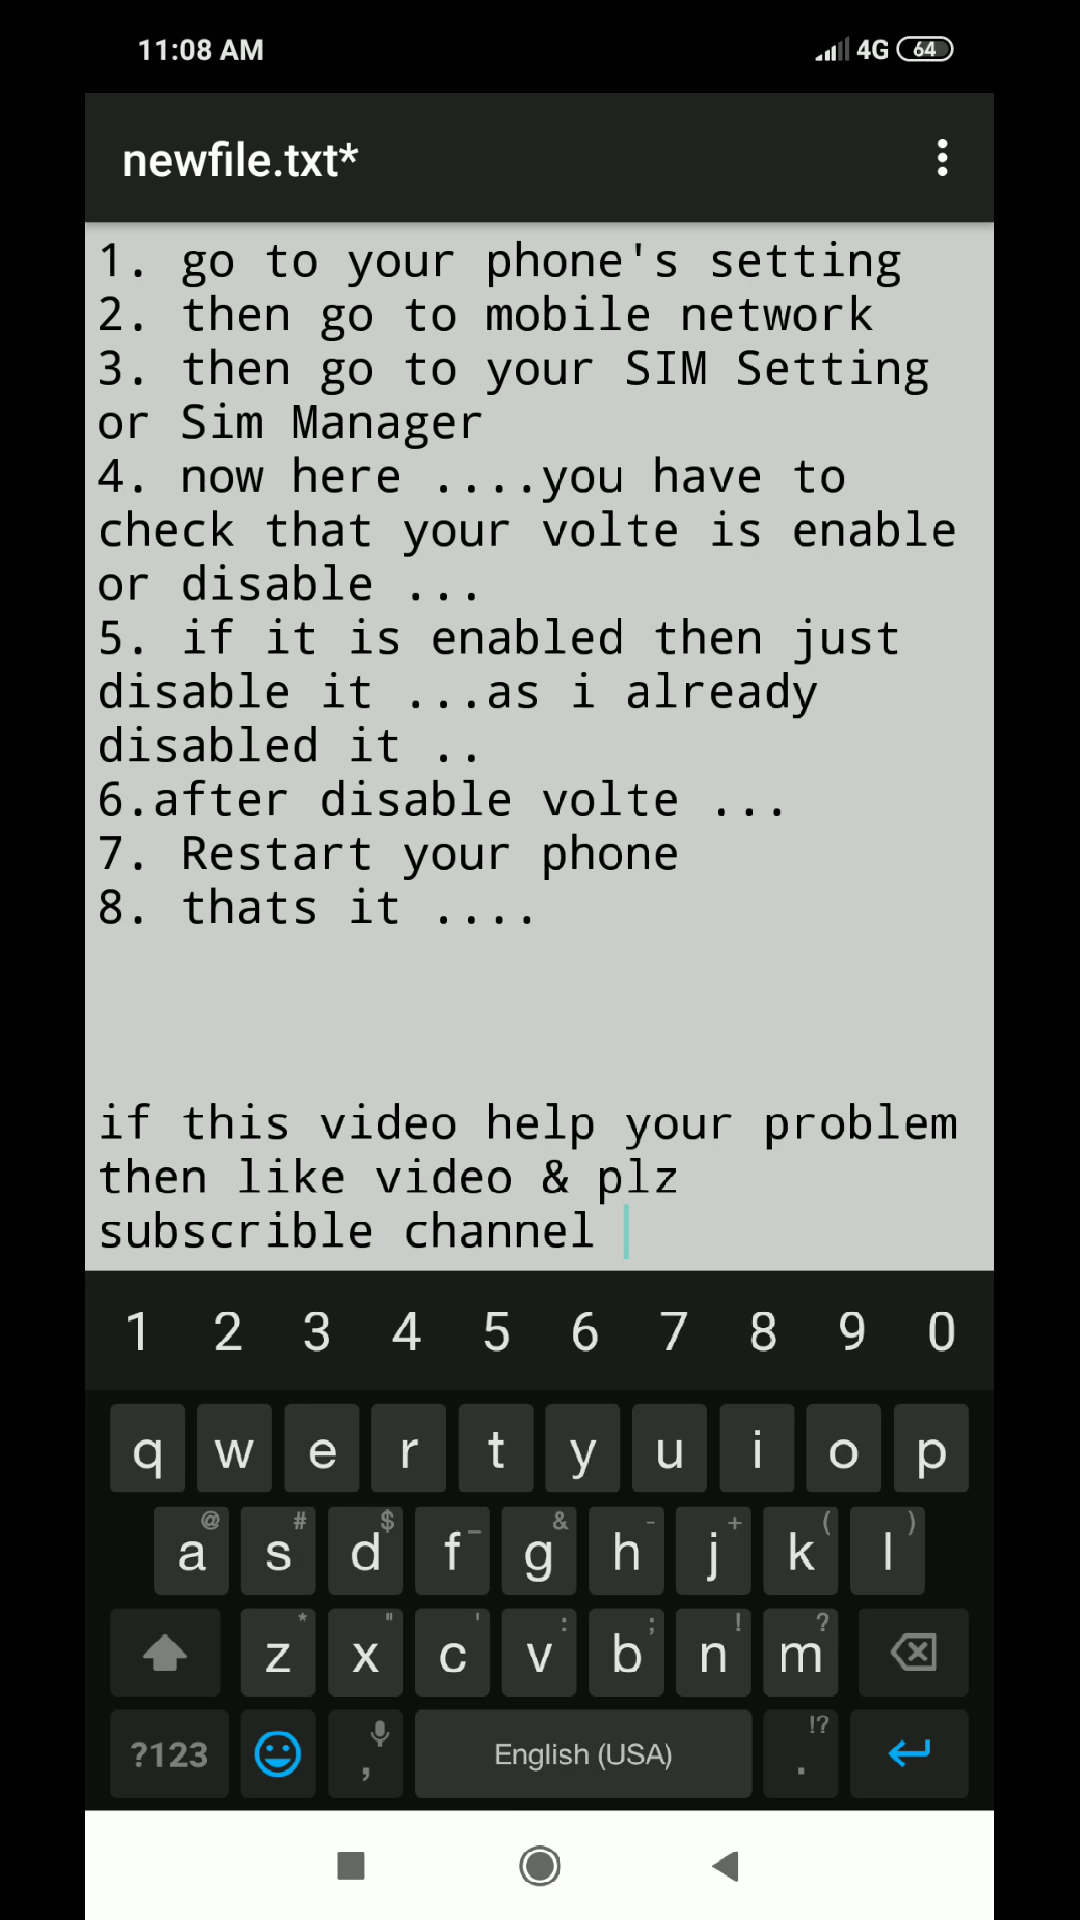 11:08 AM
4G 64
newfile.txt*
1. go to your phone's setting
2. then go to mobile network
3. then go to your SIM Setting
or Sim Manager
4. now here ....you have to
check that your volte is enable
or disable ...
5. if it is enabled then just
disable it ...as i already
disabled it ..
6.after disable volte ...
7. Restart your phone
8. thats it ....
if this video help your problem
then like video & plz
subscrible channel
1 2 3 4 5 6 7 8 9 0
q w e r t y u i o p
@ # $ _ & - + ( )
a s d f g h j k l
* " ' : ; ! ?
z x c v b n m
!?
?123 , English (USA) .